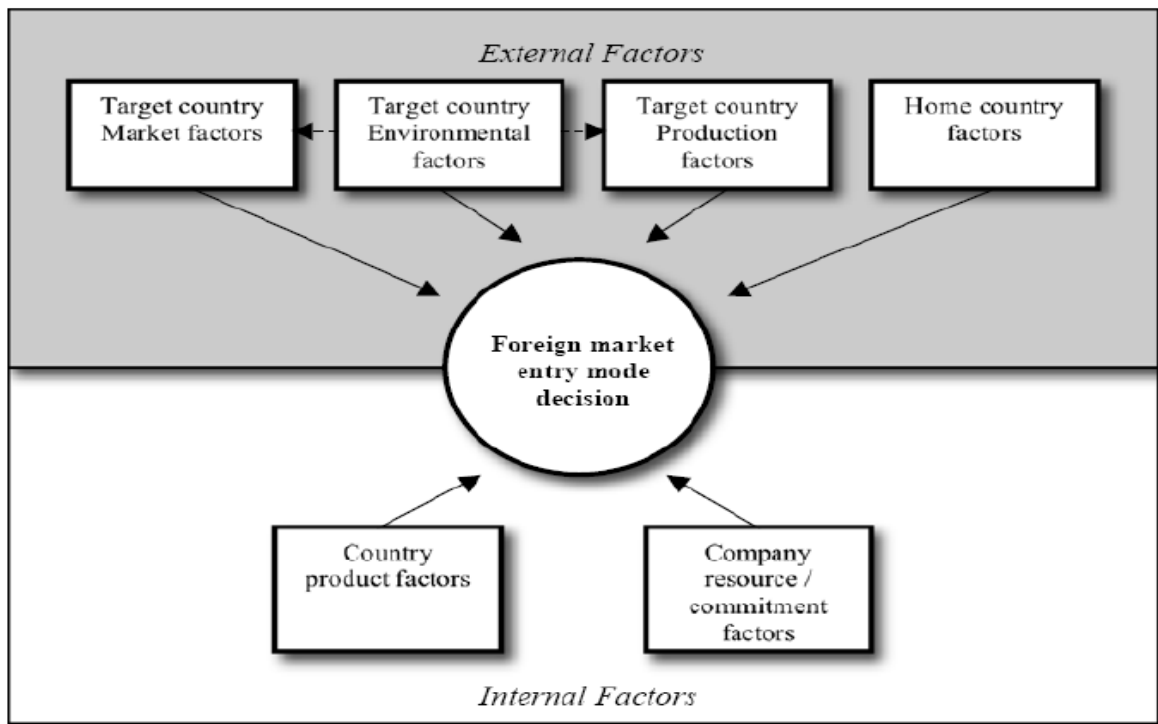 External Factors
Target country
Market factors
Target country
Environmental
factors
Target country
Production
factors
Home country
factors
Foreign market
entry mode
decision
Country
product factors
Company
resource /
commitment
factors
Internal Factors